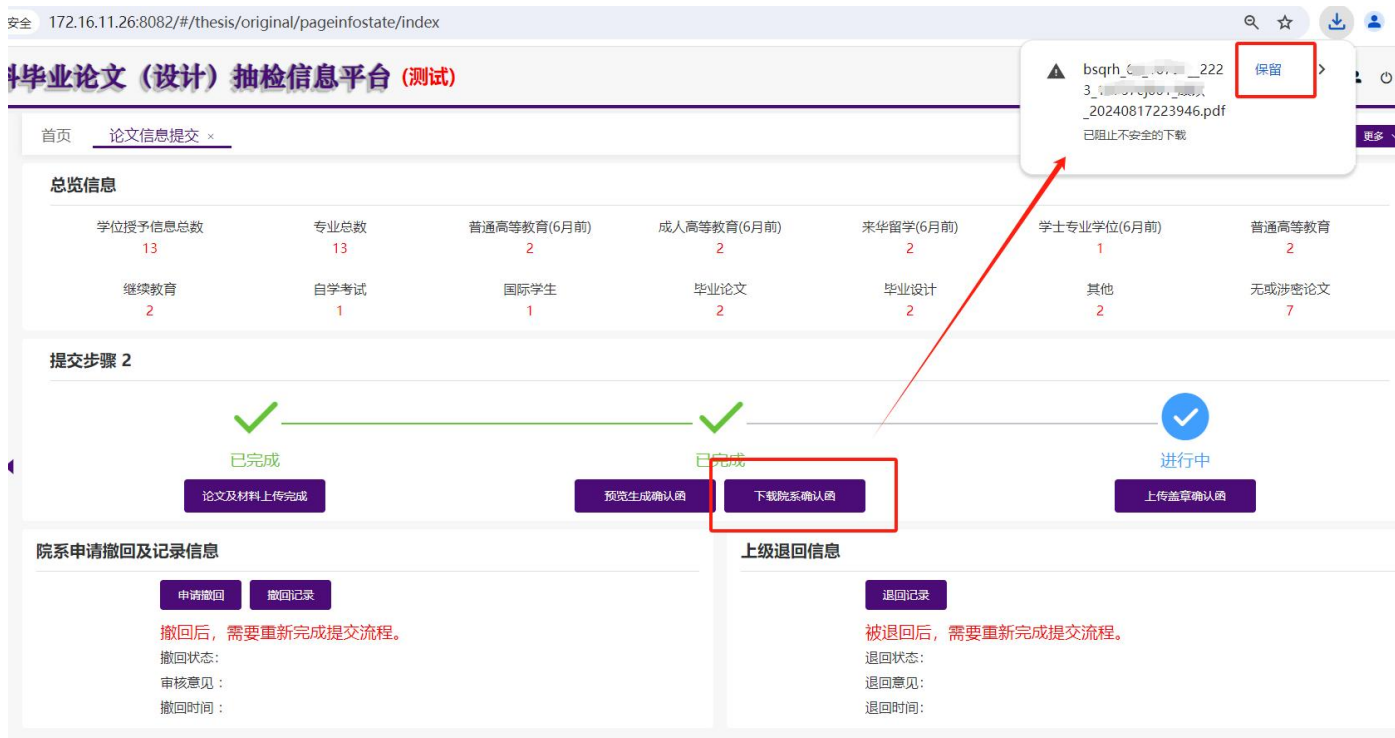 安全 172.16.11.26:8082/#/thesis/original/pageinfostate/index
毕业论文（设计）抽检信息平台 (测试)
bsqrh_ _222 保留
_20240817223946.pdf
已阻止不安全的下载
首页 论文信息提交 × 更多
总览信息
学位授予信息总数 专业总数 普通高等教育(6月前) 成人高等教育(6月前) 来华留学(6月前) 学士专业学位(6月前) 普通高等教育
13 13 2 2 2 1 2
继续教育 自学考试 国际学生 毕业论文 毕业设计 其他 无或涉密论文
2 1 1 2 2 2 7
提交步骤 2
已完成 已完成 进行中
论文及材料上传完成 预览生成确认函 下载院系确认函 上传盖章确认函
院系申请撤回及记录信息 上级退回信息
申请撤回 撤回记录 退回记录
撤回后，需要重新完成提交流程。 被退回后，需要重新完成提交流程。
撤回状态： 退回状态：
审核意见 ： 退回意见：
撤回时间 ： 退回时间：